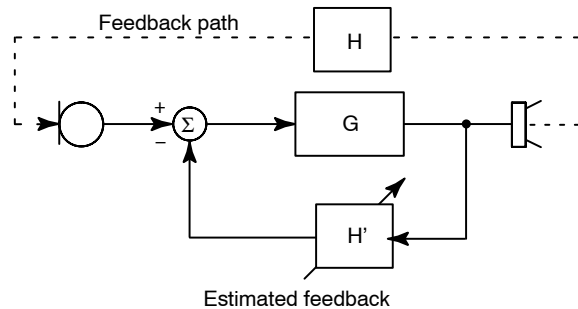 Feedback path
H
+
Σ
−
G
H’
Estimated feedback